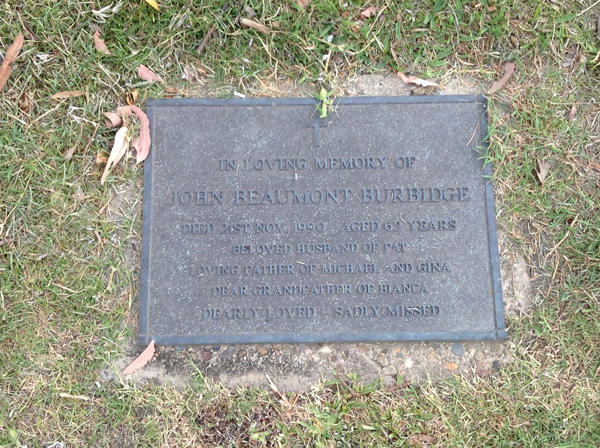 IN LOVING MEMORY OF
JOHN BEAUMONT BURBIDGE
DIED 21ST NOV. 1990 AGED 62 YEARS
BELOVED HUSBAND OF PAT
LOVING FATHER OF MICHAEL AND GINA
DEAR GRANDFATHER OF BIANCA
DEARLY LOVED - SADLY MISSED